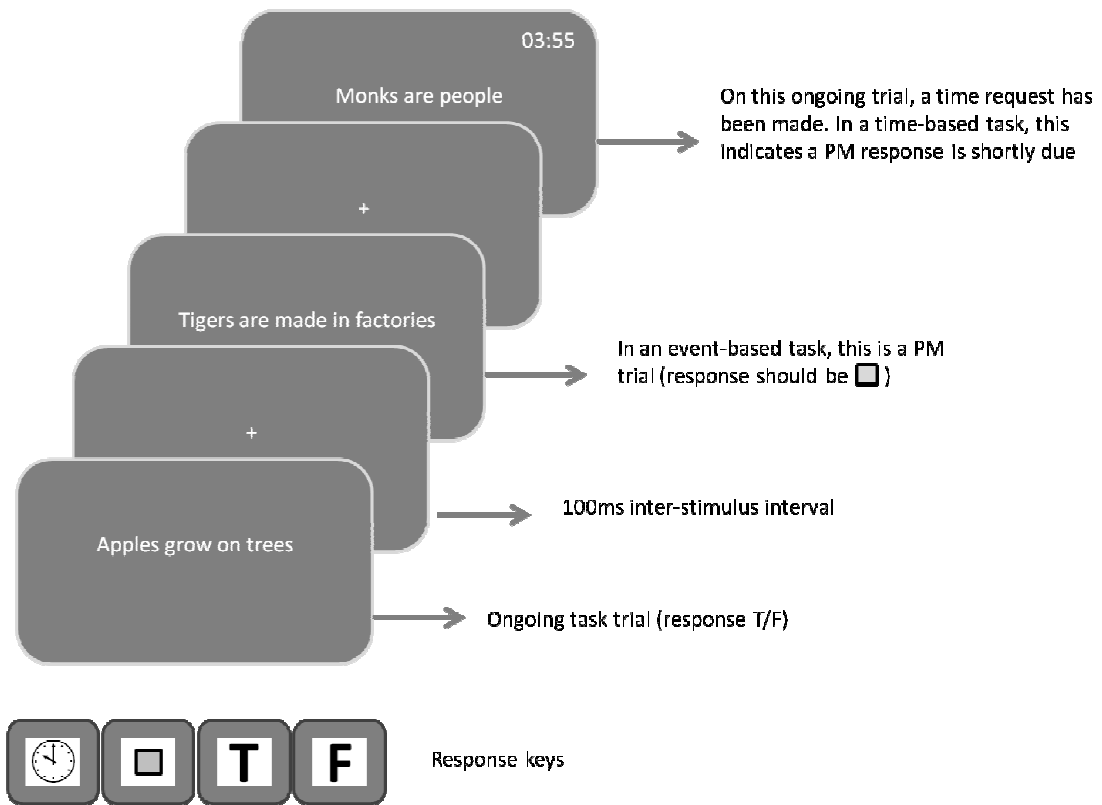 03:55
Monks are people
On this ongoing trial, a time request has
been made. In a time-based task, this
indicates a PM response is shortly due
+
Tigers are made in factories
In an event-based task, this is a PM
trial (response should be )
+
100ms inter-stimulus interval
Apples grow on trees
Ongoing task trial (response T/F)
T F
Response keys